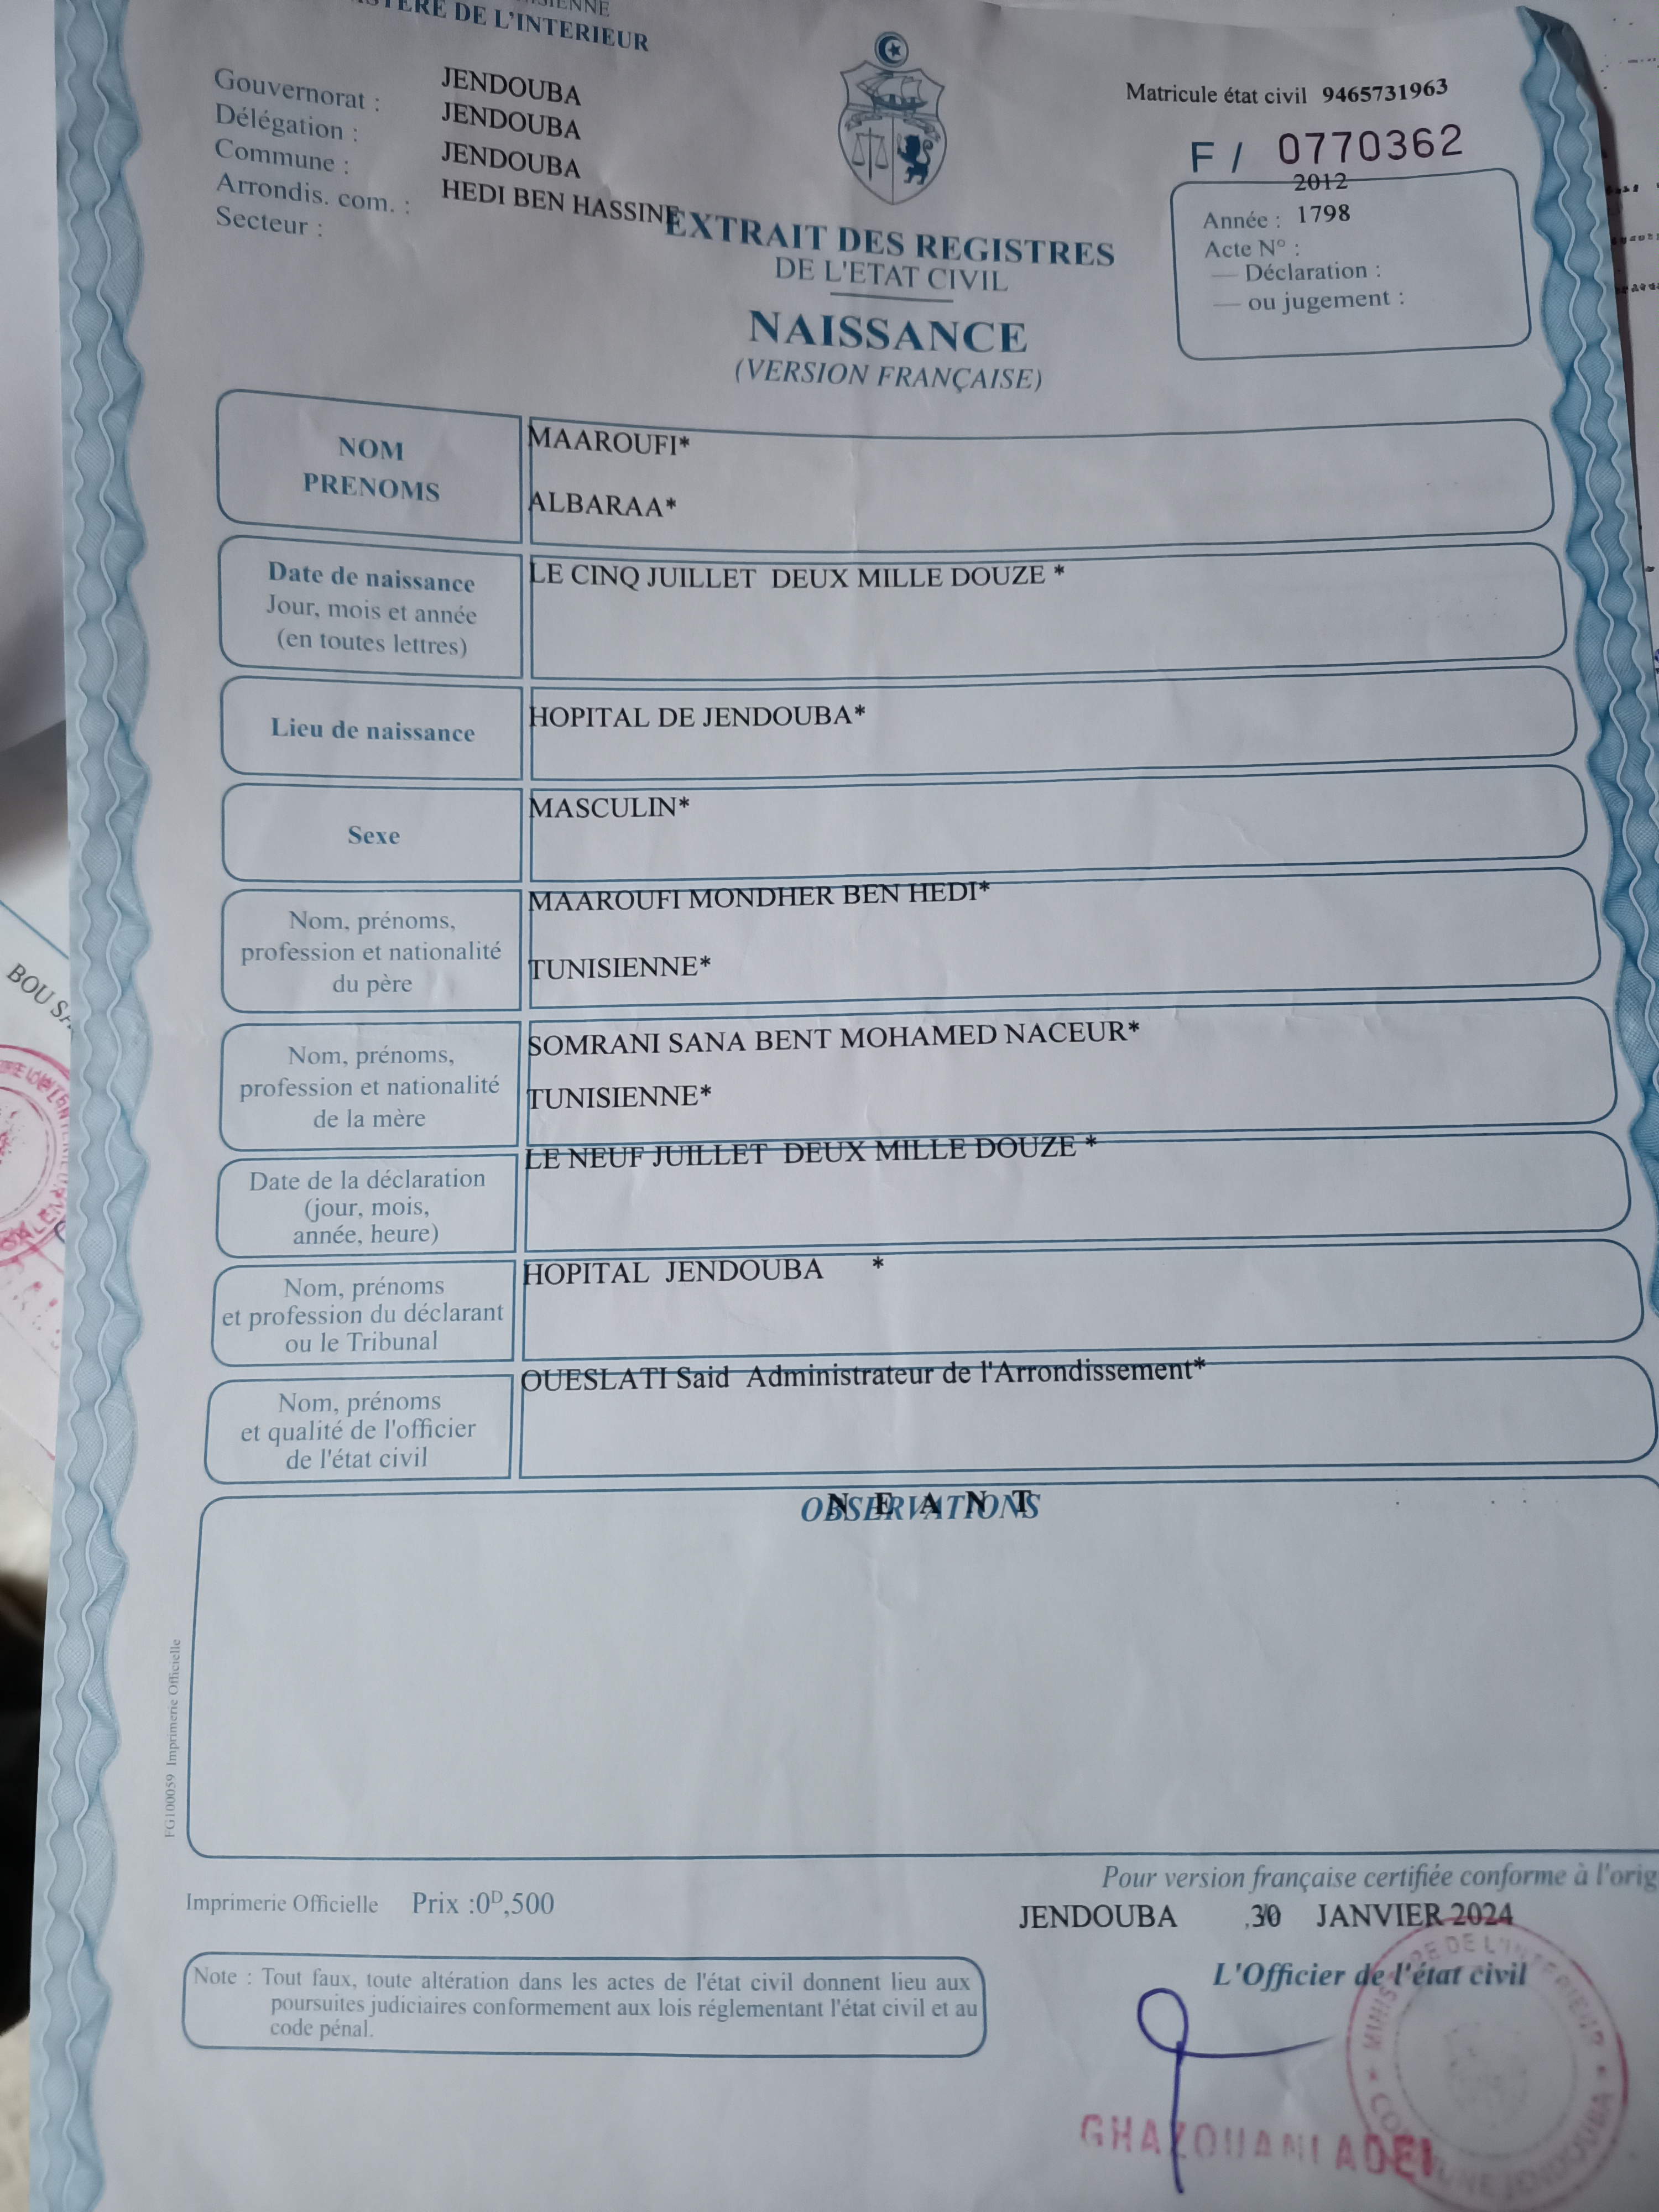 MINISTERE DE L'INTERIEUR
Gouvernorat : JENDOUBA
Délégation : JENDOUBA
Commune : JENDOUBA
Arrondis. com. : HEDI BEN HASSINE
Secteur :
Matricule état civil 9465731963
F / 0770362
2012
Année : 1798
Acte N° :
— Déclaration :
— ou jugement :
EXTRAIT DES REGISTRES
DE L'ETAT CIVIL
NAISSANCE
(VERSION FRANÇAISE)
NOM
PRENOMS
MAAROUFI*
ALBARAA*
Date de naissance
Jour, mois et année
(en toutes lettres)
LE CINQ JUILLET DEUX MILLE DOUZE *
Lieu de naissance
HOPITAL DE JENDOUBA*
Sexe
MASCULIN*
Nom, prénoms,
profession et nationalité
du père
MAAROUFI MONDHER BEN HEDI*
TUNISIENNE*
Nom, prénoms,
profession et nationalité
de la mère
SOMRANI SANA BENT MOHAMED NACEUR*
TUNISIENNE*
Date de la déclaration
(jour, mois,
année, heure)
LE NEUF JUILLET DEUX MILLE DOUZE *
Nom, prénoms
et profession du déclarant
ou le Tribunal
HOPITAL JENDOUBA *
Nom, prénoms
et qualité de l'officier
de l'état civil
OUESLATI Said Administrateur de l'Arrondissement*
OBSERVATIONS
N E A N T
FG100059 Imprimerie Officielle
Imprimerie Officielle Prix :0D,500
Pour version française certifiée conforme à l'orig
JENDOUBA ,30 JANVIER 2024
L'Officier de l'état civil
Note : Tout faux, toute altération dans les actes de l'état civil donnent lieu aux
poursuites judiciaires conformement aux lois réglementant l'état civil et au
code pénal.
MINISTERE DE L'INTERIEUR * COMMUNE JENDOUBA *
GHAZOUANI ADEL
BOU SA